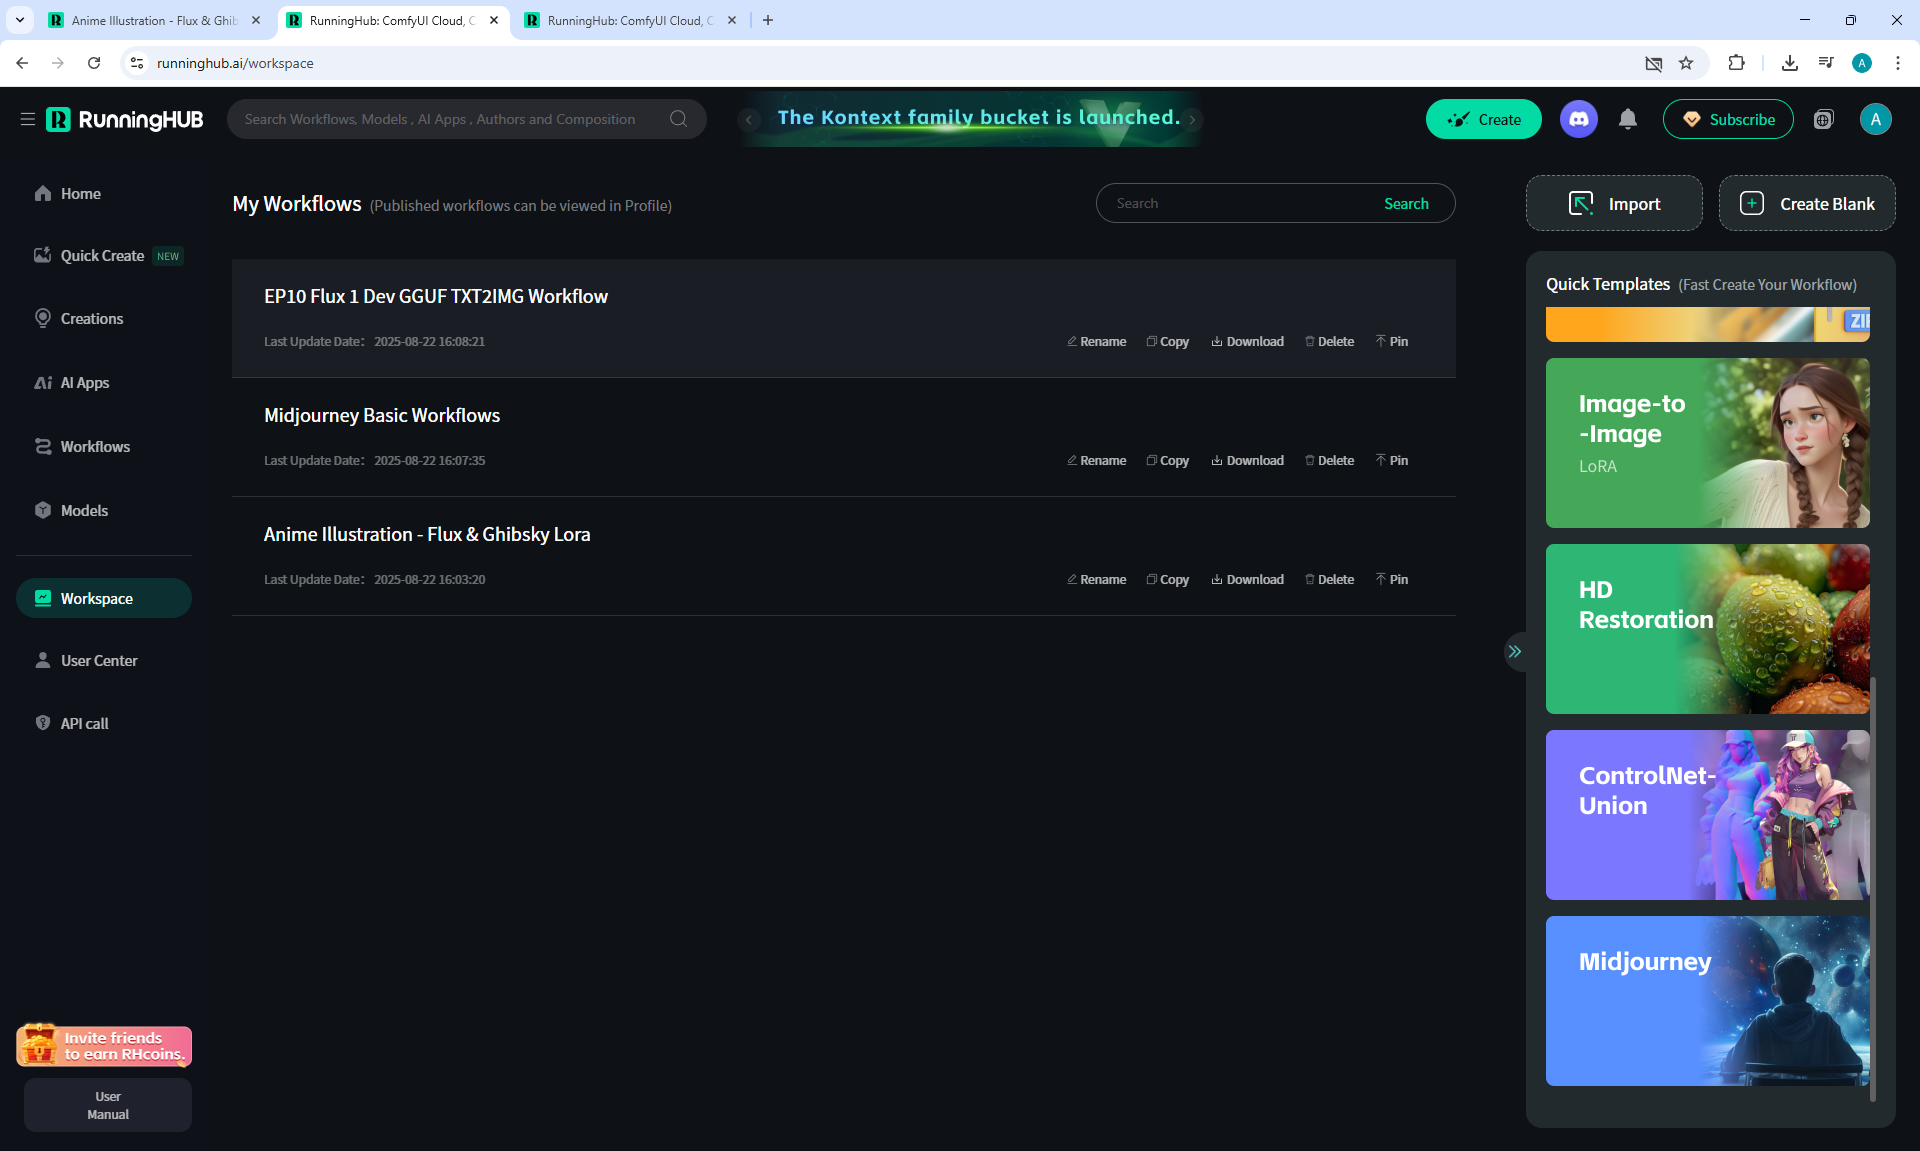 Anime Illustration - Flux & Ghib
RunningHub: ComfyUI Cloud, C
RunningHub: ComfyUI Cloud, C
runninghub.ai/workspace
A
RunningHUB
Search Workflows, Models , AI Apps , Authors and Composition
The Kontext family bucket is launched.
Create
Subscribe
A
Home
Quick Create NEW
Creations
AI Apps
Workflows
Models
Workspace
User Center
API call
Invite friends
to earn RHcoins.
User
Manual
My Workflows (Published workflows can be viewed in Profile)
Search
Search
EP10 Flux 1 Dev GGUF TXT2IMG Workflow
Last Update Date： 2025-08-22 16:08:21
Rename Copy Download Delete Pin
Midjourney Basic Workflows
Last Update Date： 2025-08-22 16:07:35
Rename Copy Download Delete Pin
Anime Illustration - Flux & Ghibsky Lora
Last Update Date： 2025-08-22 16:03:20
Rename Copy Download Delete Pin
Import
Create Blank
Quick Templates (Fast Create Your Workflow)
ZI
Image-to
-Image
LoRA
HD
Restoration
ControlNet-
Union
Midjourney